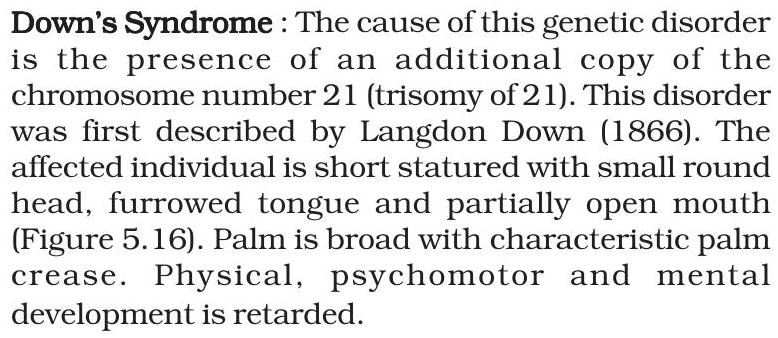 Down's Syndrome : The cause of this genetic disorder
is the presence of an additional copy of the
chromosome number 21 (trisomy of 21). This disorder
was first described by Langdon Down (1866). The
affected individual is short statured with small round
head, furrowed tongue and partially open mouth
(Figure 5.16). Palm is broad with characteristic palm
crease. Physical, psychomotor and mental
development is retarded.